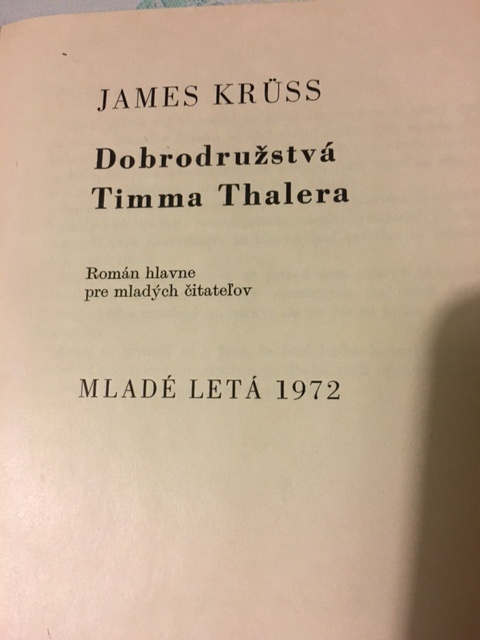 JAMES KRÜSS
Dobrodružstvá
Timma Thalera
Román hlavne
pre mladých čitateľov
MLADÉ LETÁ 1972